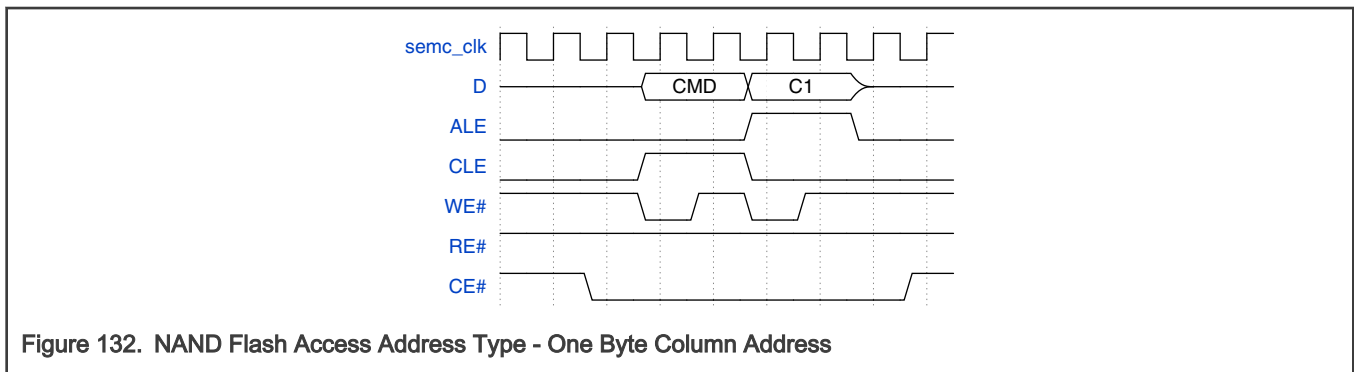 semc_clk
D CMD C1
ALE
CLE
WE#
RE#
CE#
Figure 132. NAND Flash Access Address Type - One Byte Column Address